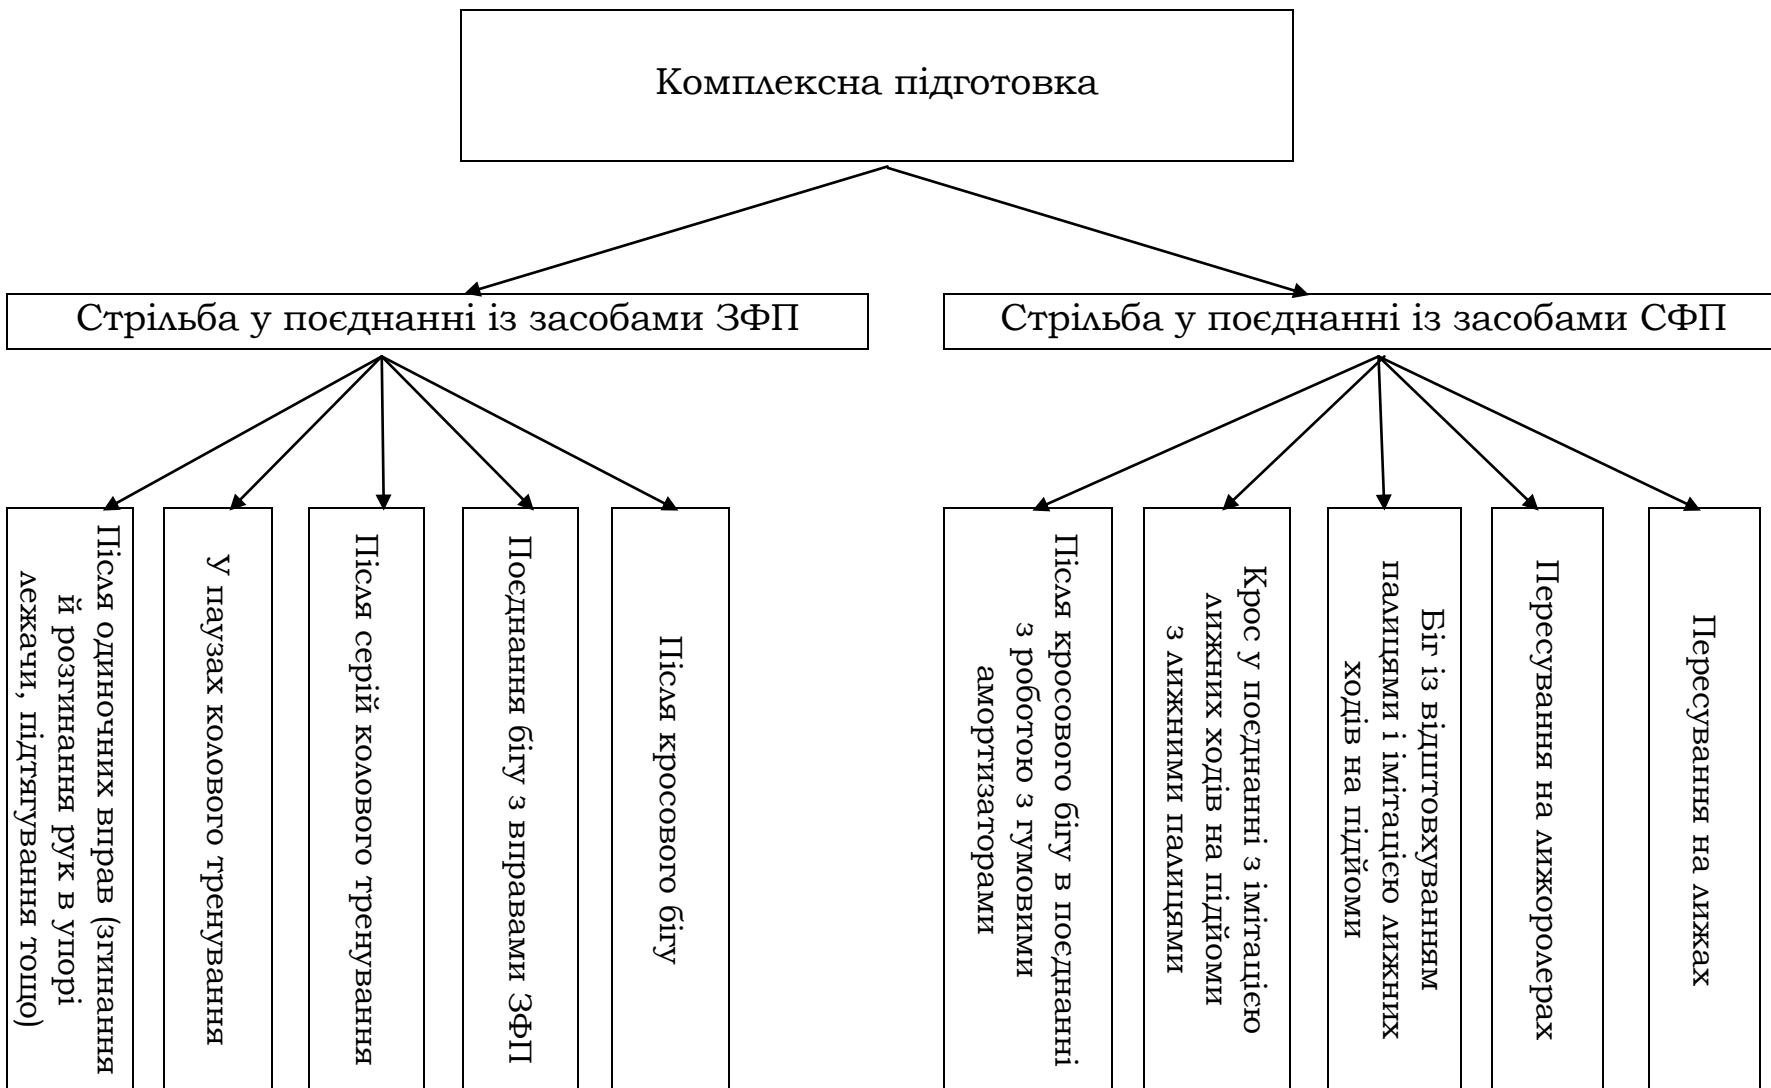 Комплексна підготовка
Стрільба у поєднанні із засобами ЗФП
Стрільба у поєднанні із засобами СФП
Після одиночних вправ (згинання
й розгинання рук в упорі
лежачи, підтягування тощо)
У паузах колового тренування
Після серій колового тренування
Поєднання бігу з вправами ЗФП
Після кросового бігу
Після кросового бігу в поєднанні
з роботою з гумовими
амортизаторами
Крос у поєднанні з імітацією
лижних ходів на підйоми
з лижними палицями
Біг із відштовхуванням
палицями і імітацією лижних
ходів на підйоми
Пересування на лижоролерах
Пересування на лижах